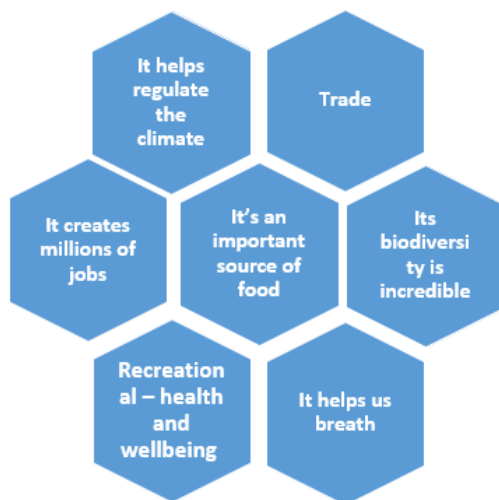 It helps
regulate
the
climate
Trade
It creates
millions of
jobs
It's an
important
source of
food
Its
biodiversi
ty is
incredible
Recreation
al – health
and
wellbeing
It helps us
breath